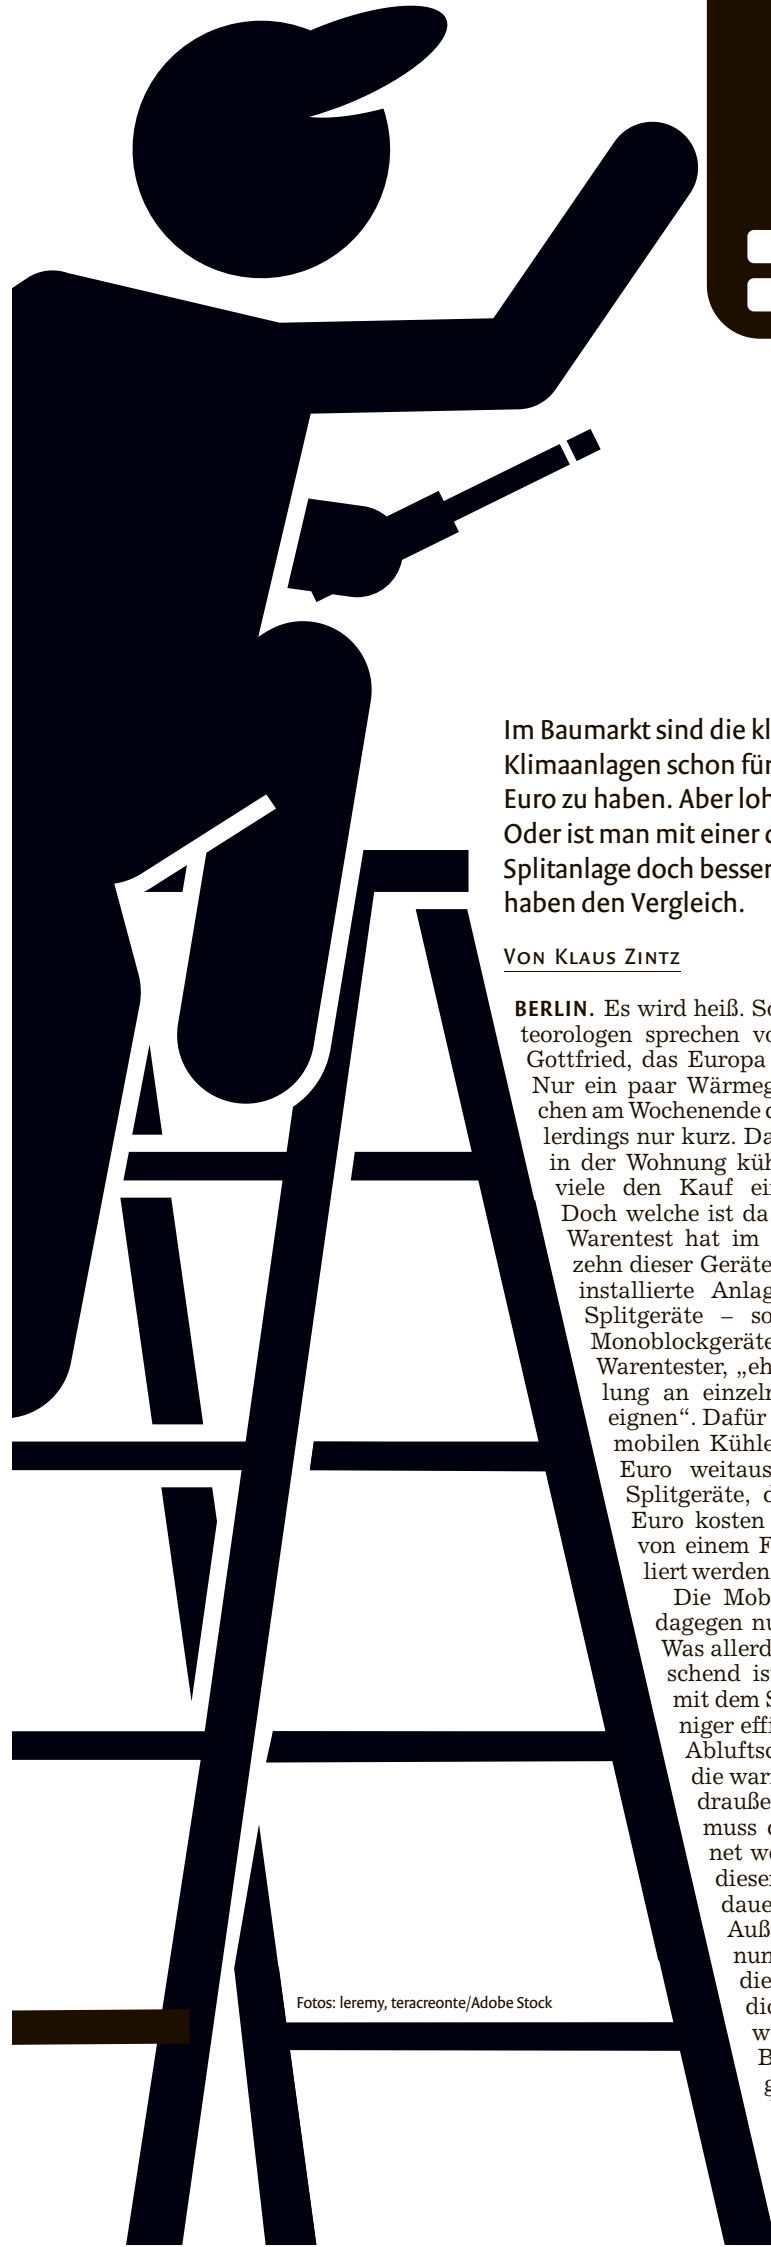 Im Baumarkt sind die kl
Klimaanlagen schon für
Euro zu haben. Aber loh
Oder ist man mit einer
Splitanlage doch besser
haben den Vergleich.
VON KLAUS ZINTZ
BERLIN. Es wird heiß. So
teorologen sprechen vo
Gottfried, das Europa
Nur ein paar Wärmeg
chen am Wochenende
lerdings nur kurz. Da
in der Wohnung küh
viele den Kauf ei
Doch welche ist da
Warentest hat im
zehn dieser Geräte
installierte Anlag
Splitgeräte – so
Monoblockgeräte
Warentester, „eh
lung an einzeln
eignen“. Dafür
mobilen Kühle
Euro weitaus
Splitgeräte, d
Euro kosten
von einem F
liert werden
Die Mob
dagegen nu
Was allerd
schend is
mit dem S
niger effi
Abluftsc
die war
drauße
muss
net we
dieser
daue
Auß
nun
die
dic
w
B
g
Fotos: leremy, teracreonte/Adobe Stock